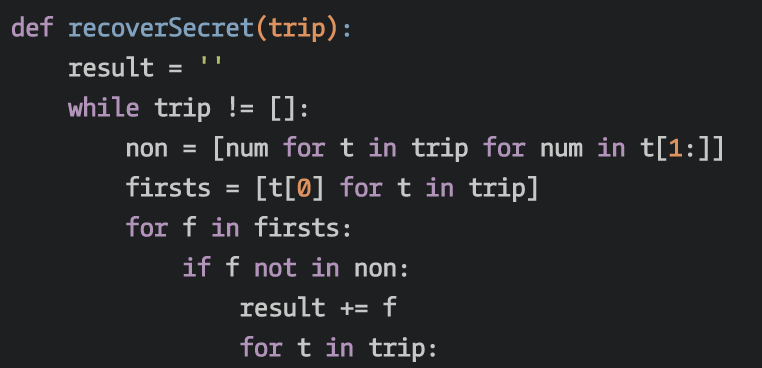 def recoverSecret(trip):
    result = ''
    while trip != []:
        non = [num for t in trip for num in t[1:]]
        firsts = [t[0] for t in trip]
        for f in firsts:
            if f not in non:
                result += f
                for t in trip: